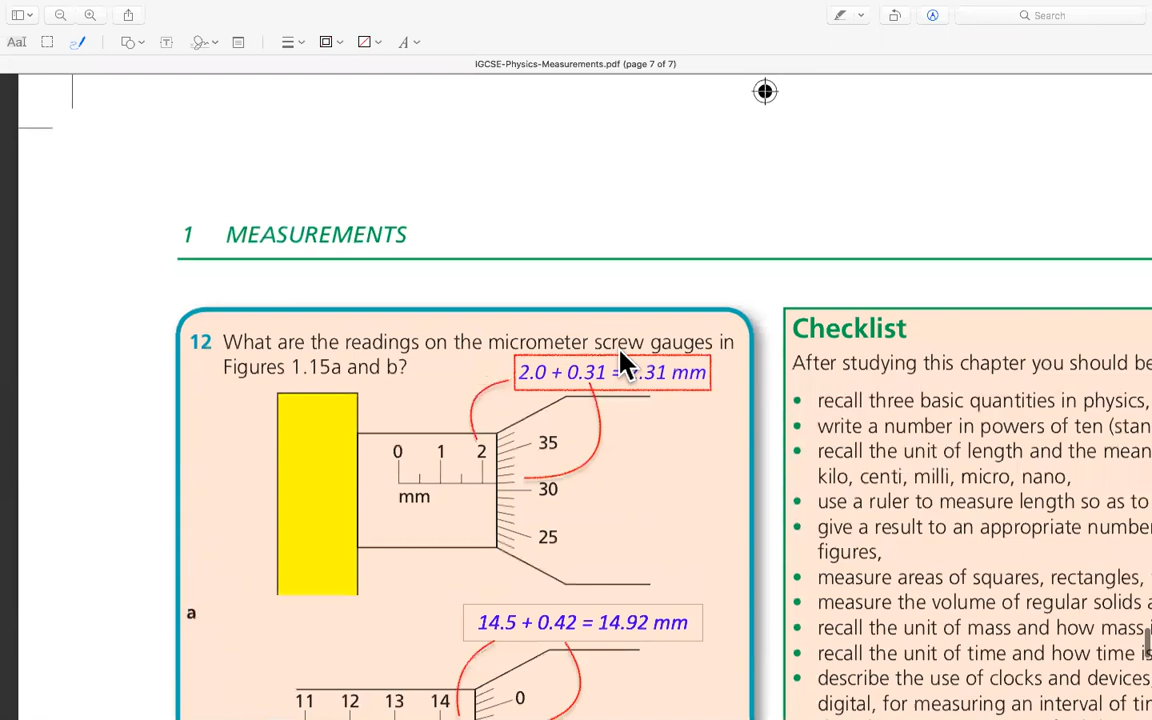 Search
AaI
T
A
IGCSE-Physics-Measurements.pdf (page 7 of 7)
1 MEASUREMENTS
12 What are the readings on the micrometer screw gauges in
Figures 1.15a and b?
2.0 + 0.31 = .31 mm
0 1 2
mm
35
30
25
a
14.5 + 0.42 = 14.92 mm
11 12 13 14
0
Checklist
After studying this chapter you should be
• recall three basic quantities in physics,
• write a number in powers of ten (stan
• recall the unit of length and the mean
kilo, centi, milli, micro, nano,
• use a ruler to measure length so as to
• give a result to an appropriate number
figures,
• measure areas of squares, rectangles,
• measure the volume of regular solids a
• recall the unit of mass and how mass
• recall the unit of time and how time is
• describe the use of clocks and devices,
digital, for measuring an interval of tim